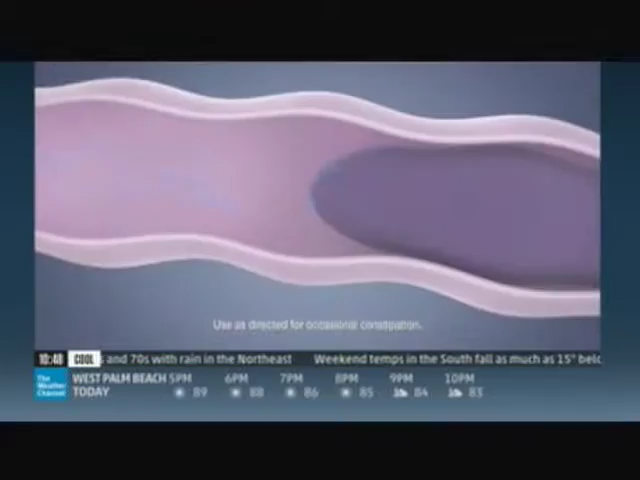 Use as directed for occasional constipation.
10:40 COOL s and 70s with rain in the Northeast Weekend temps in the South fall as much as 15° belo
The Weather Channel
WEST PALM BEACH 5PM 6PM 7PM 8PM 9PM 10PM
TODAY 89 88 86 85 84 83